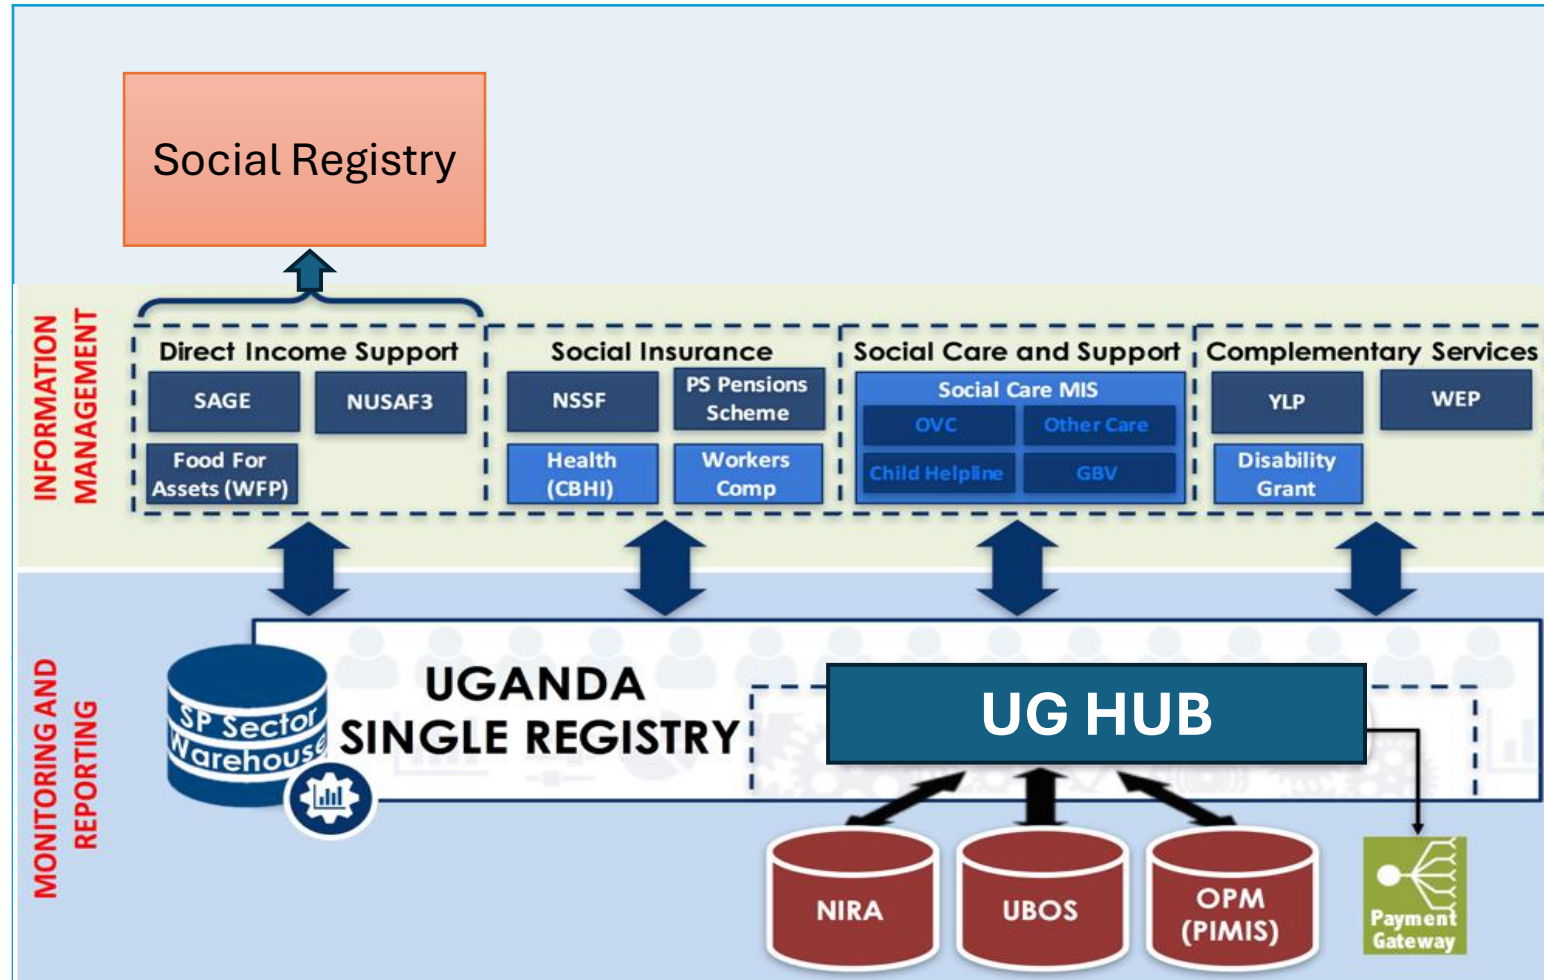 Social Registry
INFORMATION
MANAGEMENT
Direct Income Support
SAGE
NUSAF3
Food For
Assets (WFP)
Social Insurance
NSSF
PS Pensions
Scheme
Health
(CBHI)
Workers
Comp
Social Care and Support
Social Care MIS
OVC
Other Care
Child Helpline
GBV
Complementary Services
YLP
WEP
Disability
Grant
MONITORING AND
REPORTING
SP Sector
Warehouse
UGANDA
SINGLE REGISTRY
UG HUB
NIRA
UBOS
OPM
(PIMIS)
Payment
Gateway